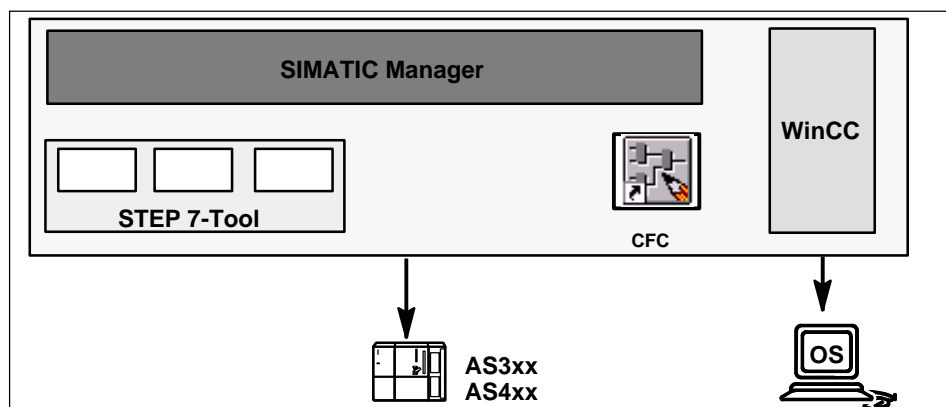 SIMATIC Manager
WinCC
STEP 7-Tool
CFC
AS3xx
AS4xx
OS